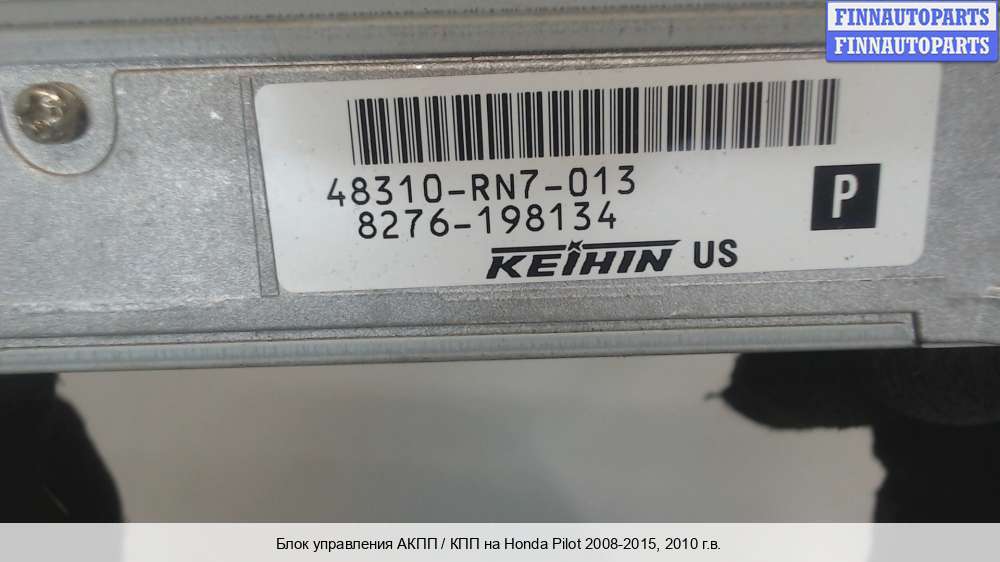 FINNAUTOPARTS
FINNAUTOPARTS
48310-RN7-013
8276-198134
P
KEIHIN US
Блок управления АКПП / КПП на Honda Pilot 2008-2015, 2010 г.в.